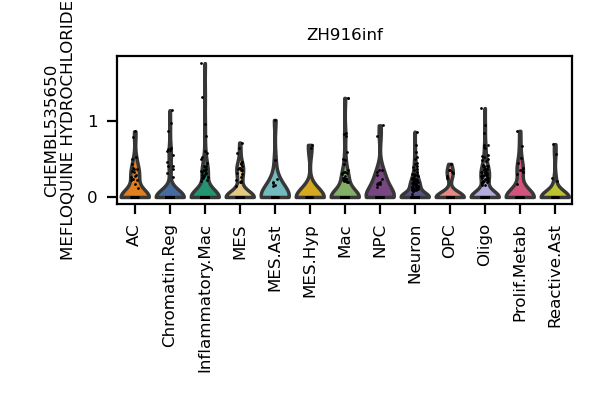 ZH916inf
CHEMBL535650
MEFLOQUINE HYDROCHLORIDE
1
0
AC
Chromatin.Reg
Inflammatory.Mac
MES
MES.Ast
MES.Hyp
Mac
NPC
Neuron
OPC
Oligo
Prolif.Metab
Reactive.Ast